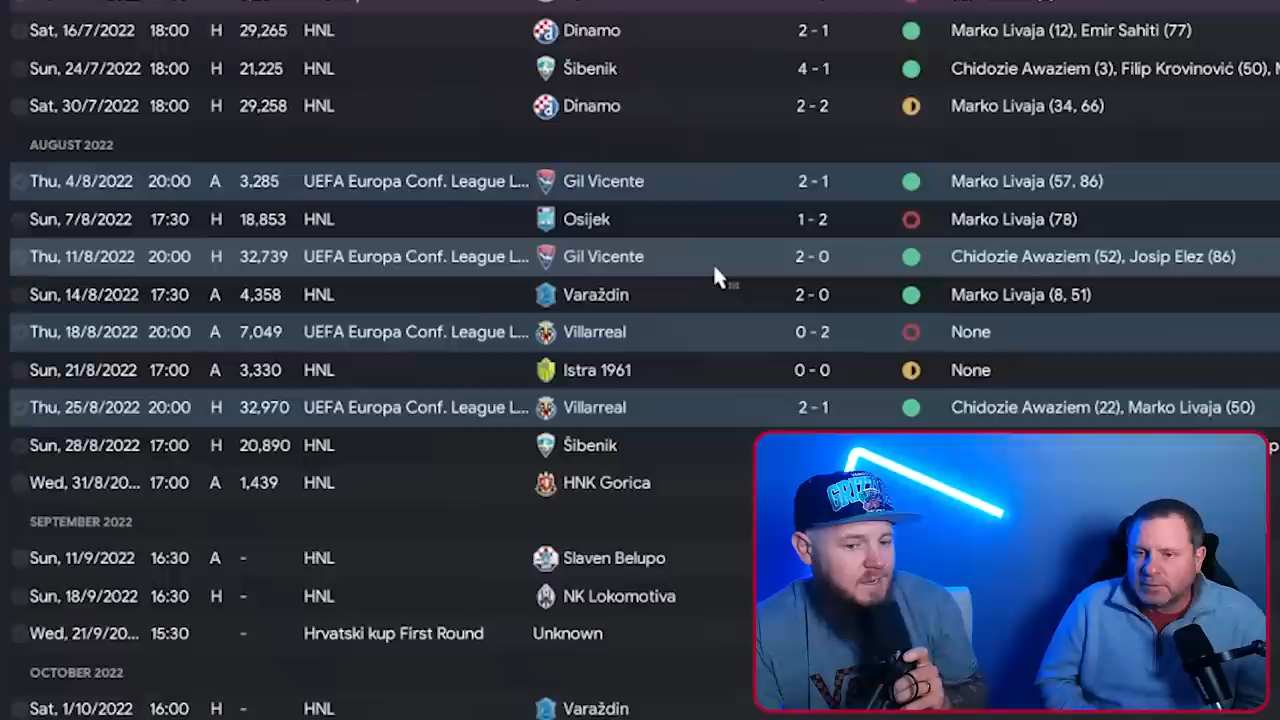 Sat, 16/7/2022 18:00 H 29,265 HNL Dinamo 2 - 1 Marko Livaja (12), Emir Sahiti (77)
Sun, 24/7/2022 18:00 H 21,225 HNL Šibenik 4 - 1 Chidozie Awaziem (3), Filip Krovinović (50),
Sat, 30/7/2022 18:00 H 29,258 HNL Dinamo 2 - 2 Marko Livaja (34, 66)
AUGUST 2022
Thu, 4/8/2022 20:00 A 3,285 UEFA Europa Conf. League L... Gil Vicente 2 - 1 Marko Livaja (57, 86)
Sun, 7/8/2022 17:30 H 18,853 HNL Osijek 1 - 2 Marko Livaja (78)
Thu, 11/8/2022 20:00 H 32,739 UEFA Europa Conf. League L... Gil Vicente 2 - 0 Chidozie Awaziem (52), Josip Elez (86)
Sun, 14/8/2022 17:30 A 4,358 HNL Varaždin 2 - 0 Marko Livaja (8, 51)
Thu, 18/8/2022 20:00 A 7,049 UEFA Europa Conf. League L... Villarreal 0 - 2 None
Sun, 21/8/2022 17:00 A 3,330 HNL Istra 1961 0 - 0 None
Thu, 25/8/2022 20:00 H 32,970 UEFA Europa Conf. League L... Villarreal 2 - 1 Chidozie Awaziem (22), Marko Livaja (50)
Sun, 28/8/2022 17:00 H 20,890 HNL Šibenik
Wed, 31/8/20... 17:00 A 1,439 HNL HNK Gorica
SEPTEMBER 2022
Sun, 11/9/2022 16:30 A - HNL Slaven Belupo
Sun, 18/9/2022 16:30 H - HNL NK Lokomotiva
Wed, 21/9/20... 15:30 - Hrvatski kup First Round Unknown
OCTOBER 2022
Sat, 1/10/2022 16:00 H - HNL Varaždin